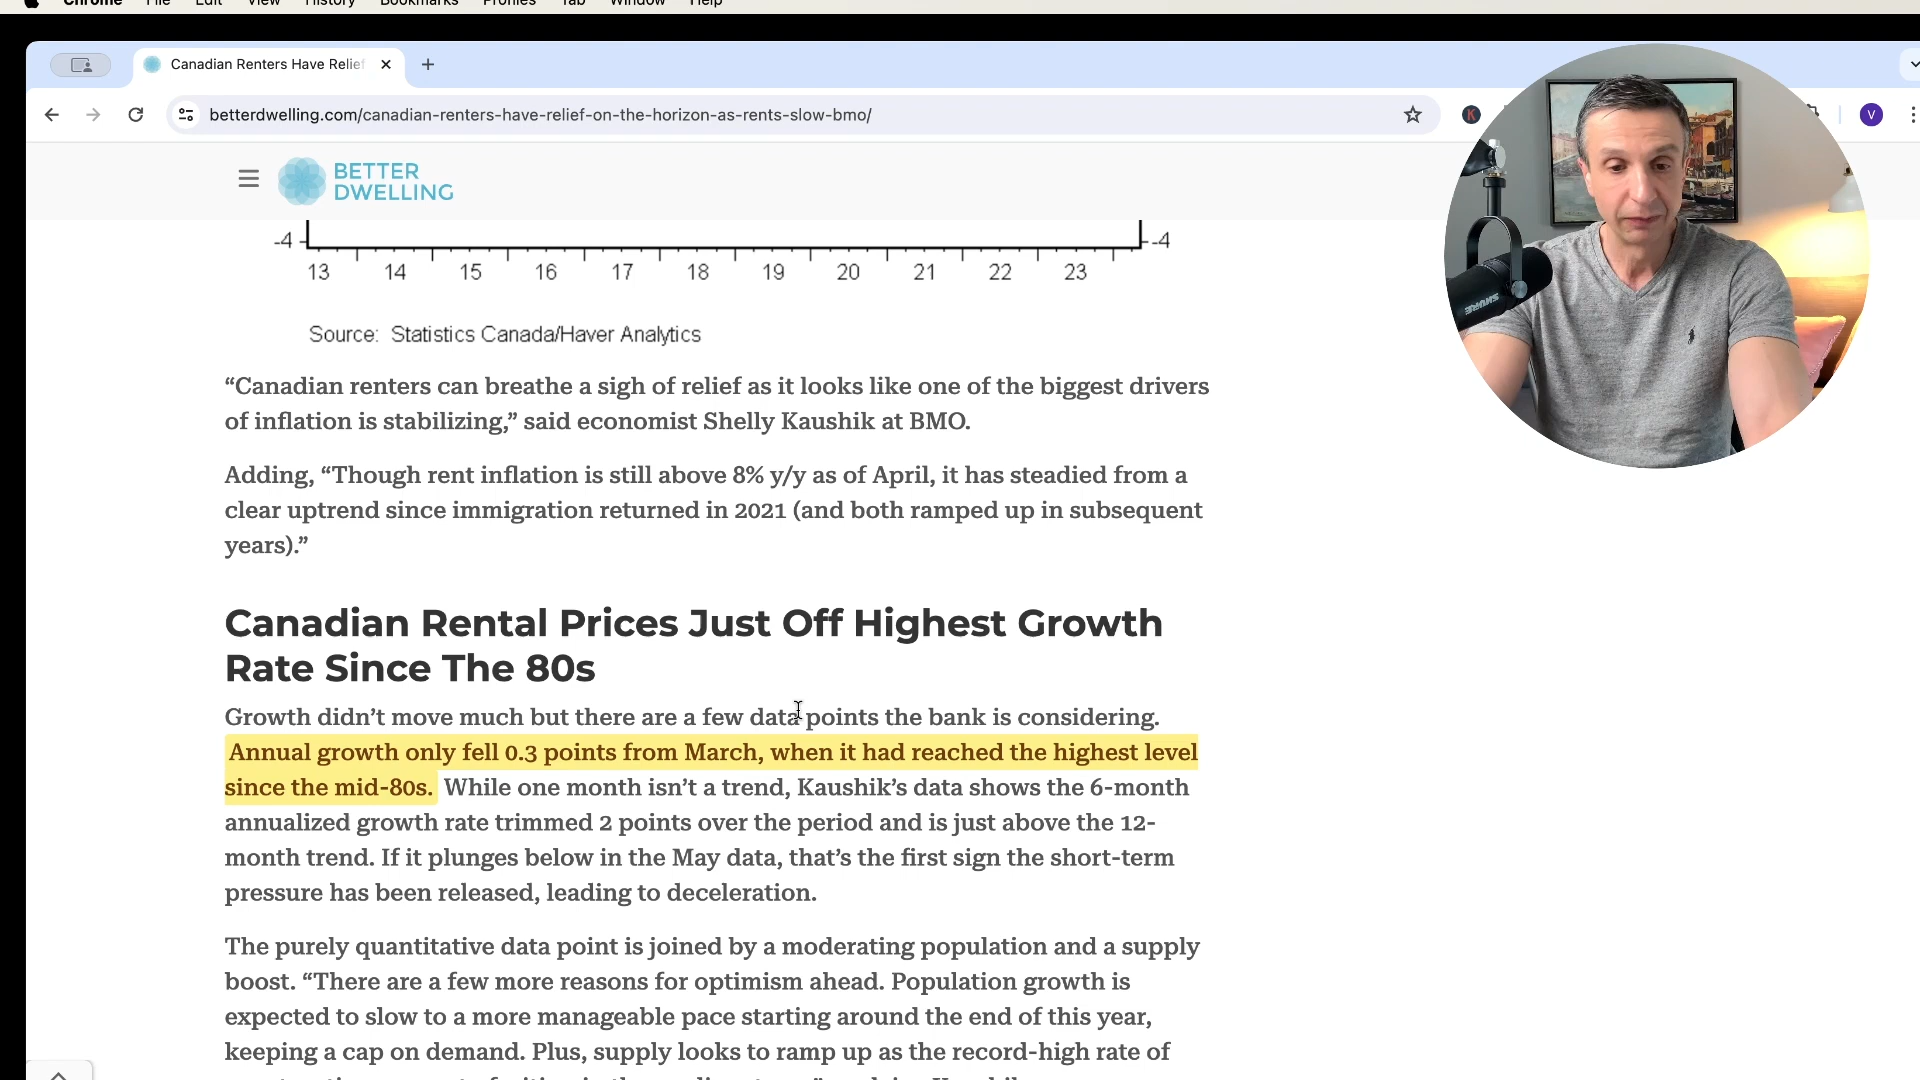 Chrome File Edit View History Bookmarks Profiles Tab Window Help
Canadian Renters Have Relief
betterdwelling.com/canadian-renters-have-relief-on-the-horizon-as-rents-slow-bmo/
K
V
BETTER
DWELLING
-4 -4
13 14 15 16 17 18 19 20 21 22 23
Source: Statistics Canada/Haver Analytics
SHURE
“Canadian renters can breathe a sigh of relief as it looks like one of the biggest drivers
of inflation is stabilizing,” said economist Shelly Kaushik at BMO.
Adding, “Though rent inflation is still above 8% y/y as of April, it has steadied from a
clear uptrend since immigration returned in 2021 (and both ramped up in subsequent
years).”
Canadian Rental Prices Just Off Highest Growth
Rate Since The 80s
Growth didn’t move much but there are a few data points the bank is considering.
Annual growth only fell 0.3 points from March, when it had reached the highest level
since the mid-80s. While one month isn’t a trend, Kaushik’s data shows the 6-month
annualized growth rate trimmed 2 points over the period and is just above the 12-
month trend. If it plunges below in the May data, that’s the first sign the short-term
pressure has been released, leading to deceleration.
The purely quantitative data point is joined by a moderating population and a supply
boost. “There are a few more reasons for optimism ahead. Population growth is
expected to slow to a more manageable pace starting around the end of this year,
keeping a cap on demand. Plus, supply looks to ramp up as the record-high rate of